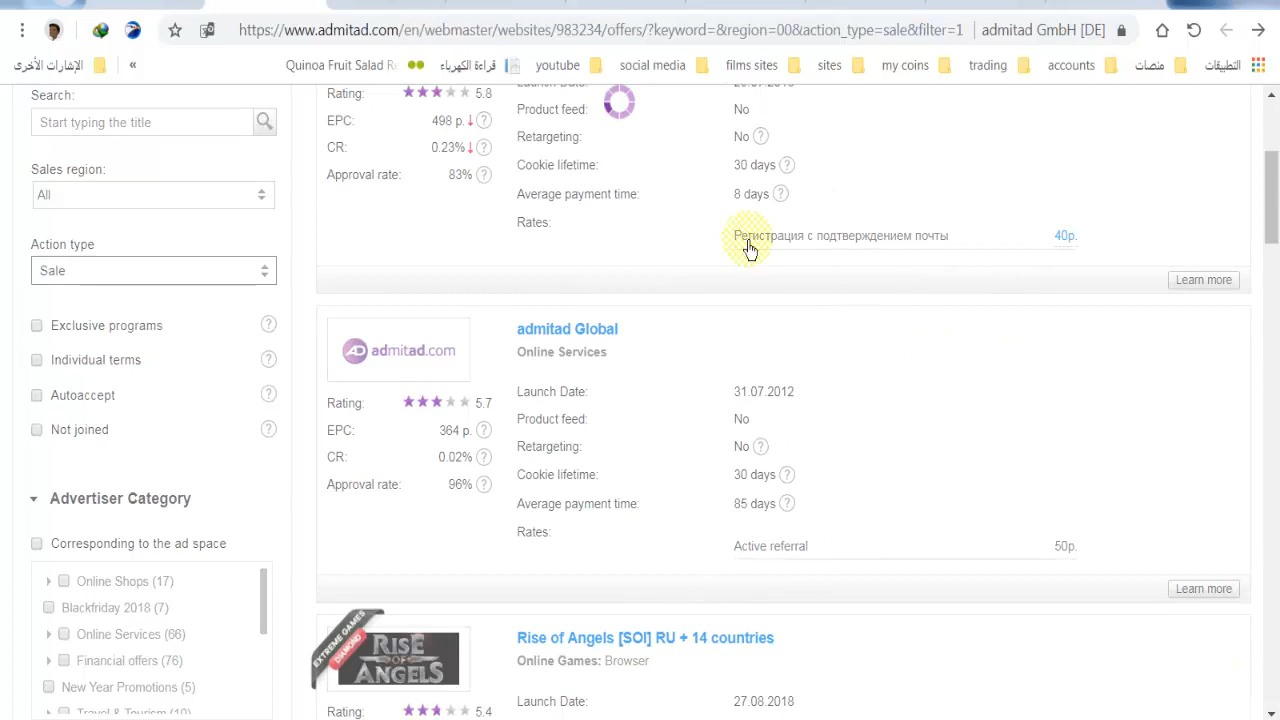 https://www.admitad.com/en/webmaster/websites/983234/offers/?keyword=&region=00&action_type=sale&filter=1
admitad GmbH [DE]
الإشارات الأخرى
«
Quinoa Fruit Salad Re
قراءة الكهرباء
youtube
social media
films sites
sites
my coins
trading
accounts
منصات
التطبيقات
Search:
Start typing the title
Sales region:
All
Action type
Sale
Exclusive programs ?
Individual terms ?
Autoaccept ?
Not joined ?
Advertiser Category
Corresponding to the ad space
Online Shops (17)
Blackfriday 2018 (7)
Online Services (66)
Financial offers (76)
New Year Promotions (5)
Travel & Tourism (19)
Rating: 5.8
EPC: 498 р. ↓ ?
CR: 0.23% ↓ ?
Approval rate: 83% ?
Product feed: No
Retargeting: No ?
Cookie lifetime: 30 days ?
Average payment time: 8 days ?
Rates:
Регистрация с подтверждением почты 40р.
Learn more
AD admitad.com
admitad Global
Online Services
Rating: 5.7
EPC: 364 р. ?
CR: 0.02% ?
Approval rate: 96% ?
Launch Date: 31.07.2012
Product feed: No
Retargeting: No ?
Cookie lifetime: 30 days ?
Average payment time: 85 days ?
Rates:
Active referral 50р.
Learn more
EXTREME GAMES
DIAMOND
RISE
OF
ANGELS
Rise of Angels [SOI] RU + 14 countries
Online Games: Browser
Launch Date: 27.08.2018
Rating: 5.4